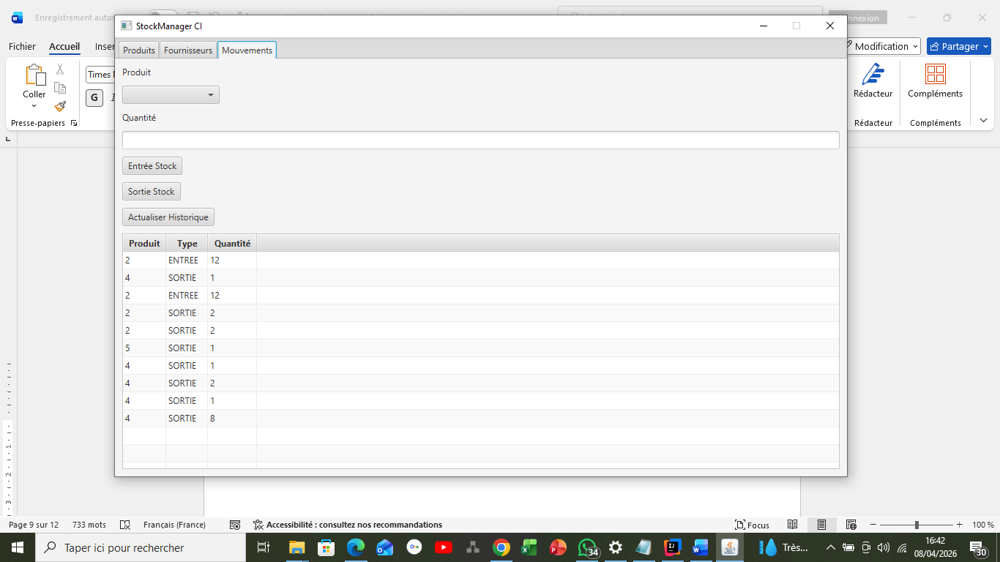 Enregistrement auto
nnexion
StockManager CI
Fichier
Accueil
Inser
Modification
Partager
Produits
Fournisseurs
Mouvements
Produit
Times
Coller
G
Rédacteur
Compléments
Quantité
Presse-papiers
Rédacteur
Compléments
Entrée Stock
Sortie Stock
Actualiser Historique
Produit Type Quantité
2 ENTREE 12
4 SORTIE 1
2 ENTREE 12
2 SORTIE 2
2 SORTIE 2
5 SORTIE 1
4 SORTIE 1
4 SORTIE 2
4 SORTIE 1
4 SORTIE 8
1
2
3
Page 9 sur 12 733 mots Français (France) Accessibilité : consultez nos recommandations Focus 100 %
Taper ici pour rechercher
34
Très...
16:42
08/04/2026
30